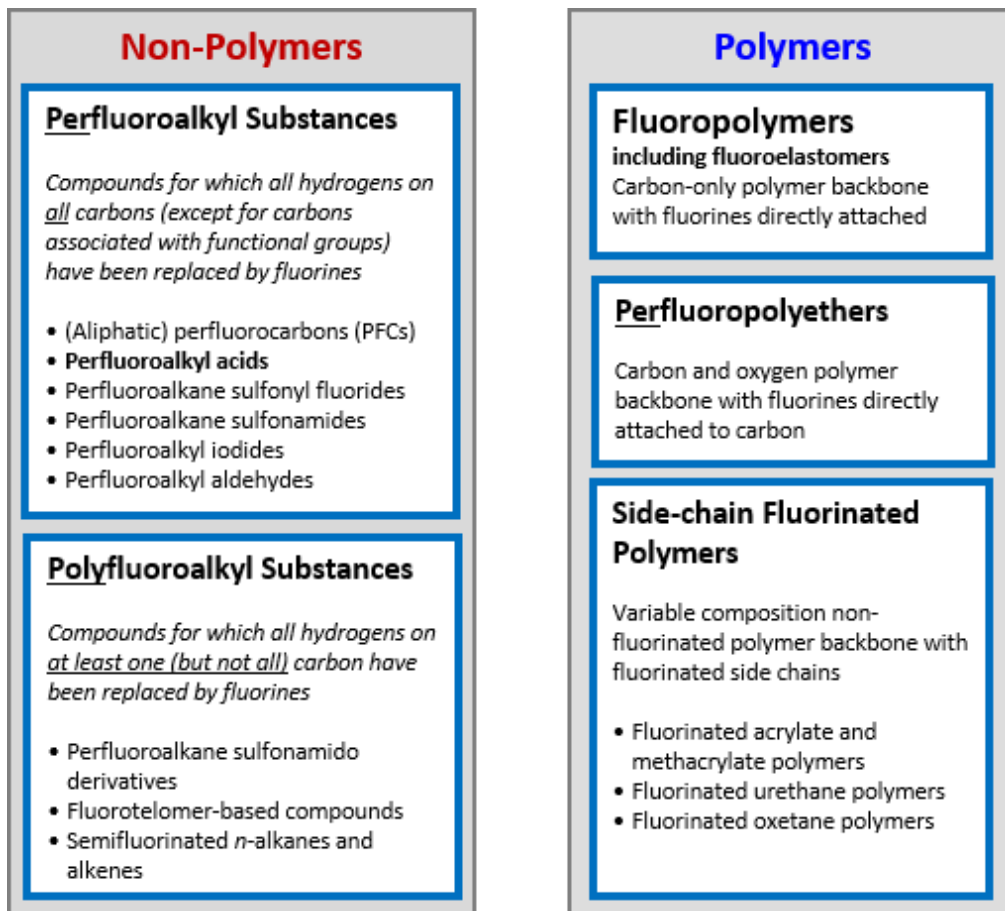 Non-Polymers
Perfluoroalkyl Substances
Compounds for which all hydrogens on
all carbons (except for carbons
associated with functional groups)
have been replaced by fluorines
• (Aliphatic) perfluorocarbons (PFCs)
• Perfluoroalkyl acids
• Perfluoroalkane sulfonyl fluorides
• Perfluoroalkane sulfonamides
• Perfluoroalkyl iodides
• Perfluoroalkyl aldehydes
Polyfluoroalkyl Substances
Compounds for which all hydrogens on
at least one (but not all) carbon have
been replaced by fluorines
• Perfluoroalkane sulfonamido
derivatives
• Fluorotelomer-based compounds
• Semifluorinated n-alkanes and
alkenes
Polymers
Fluoropolymers
including fluoroelastomers
Carbon-only polymer backbone
with fluorines directly attached
Perfluoropolyethers
Carbon and oxygen polymer
backbone with fluorines directly
attached to carbon
Side-chain Fluorinated
Polymers
Variable composition non-
fluorinated polymer backbone with
fluorinated side chains
• Fluorinated acrylate and
methacrylate polymers
• Fluorinated urethane polymers
• Fluorinated oxetane polymers